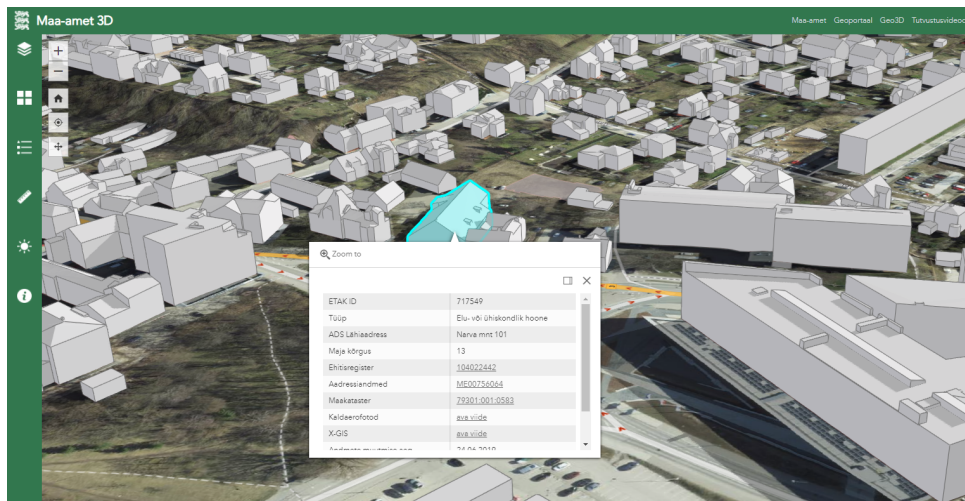 Maa-amet 3D
Maa-amet Geoportaal Geo3D Tutvustusvideod
Zoom to
ETAK ID 717549
Tüüp Elu- või ühiskondlik hoone
ADS Lähiaadress Narva mnt 101
Maja kõrgus 13
Ehitisregister 104022442
Aadressiandmed ME00756064
Maakataster 79301:001:0583
Kaldaerofotod ava viide
X-GIS ava viide